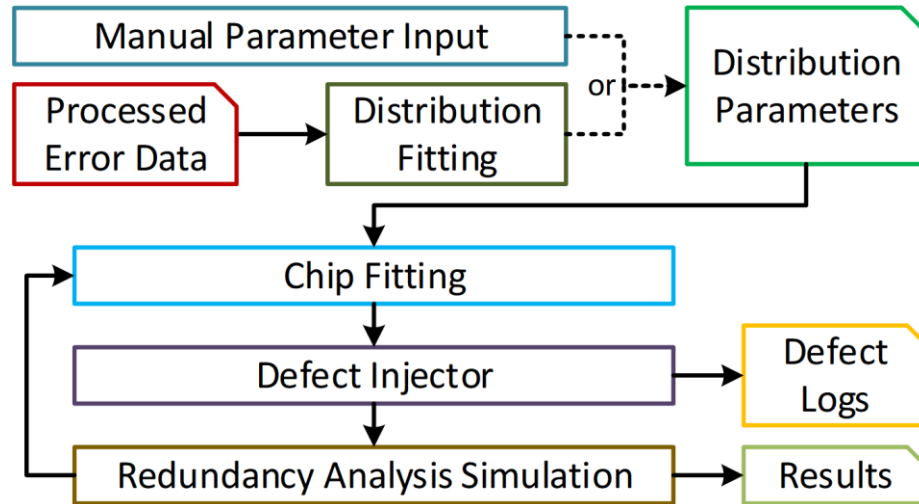 Manual Parameter Input
Processed
Error Data
Distribution
Fitting
or
Distribution
Parameters
Chip Fitting
Defect Injector
Defect
Logs
Redundancy Analysis Simulation
Results